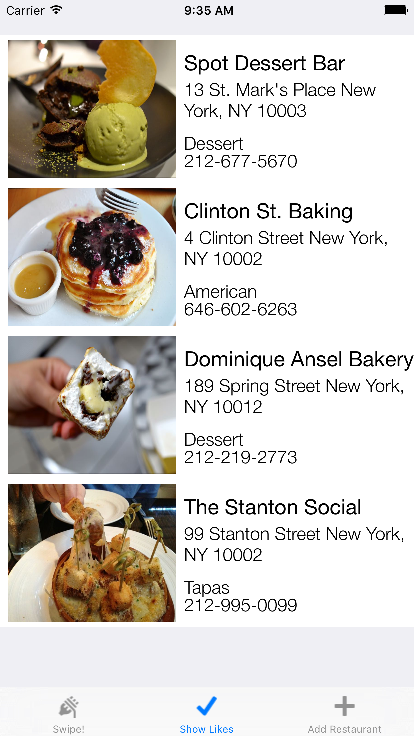 Carrier 9:35 AM
Spot Dessert Bar
13 St. Mark's Place New
York, NY 10003
Dessert
212-677-5670
Clinton St. Baking
4 Clinton Street New York,
NY 10002
American
646-602-6263
Dominique Ansel Bakery
189 Spring Street New York,
NY 10012
Dessert
212-219-2773
The Stanton Social
99 Stanton Street New York,
NY 10002
Tapas
212-995-0099
Swipe! Show Likes Add Restaurant